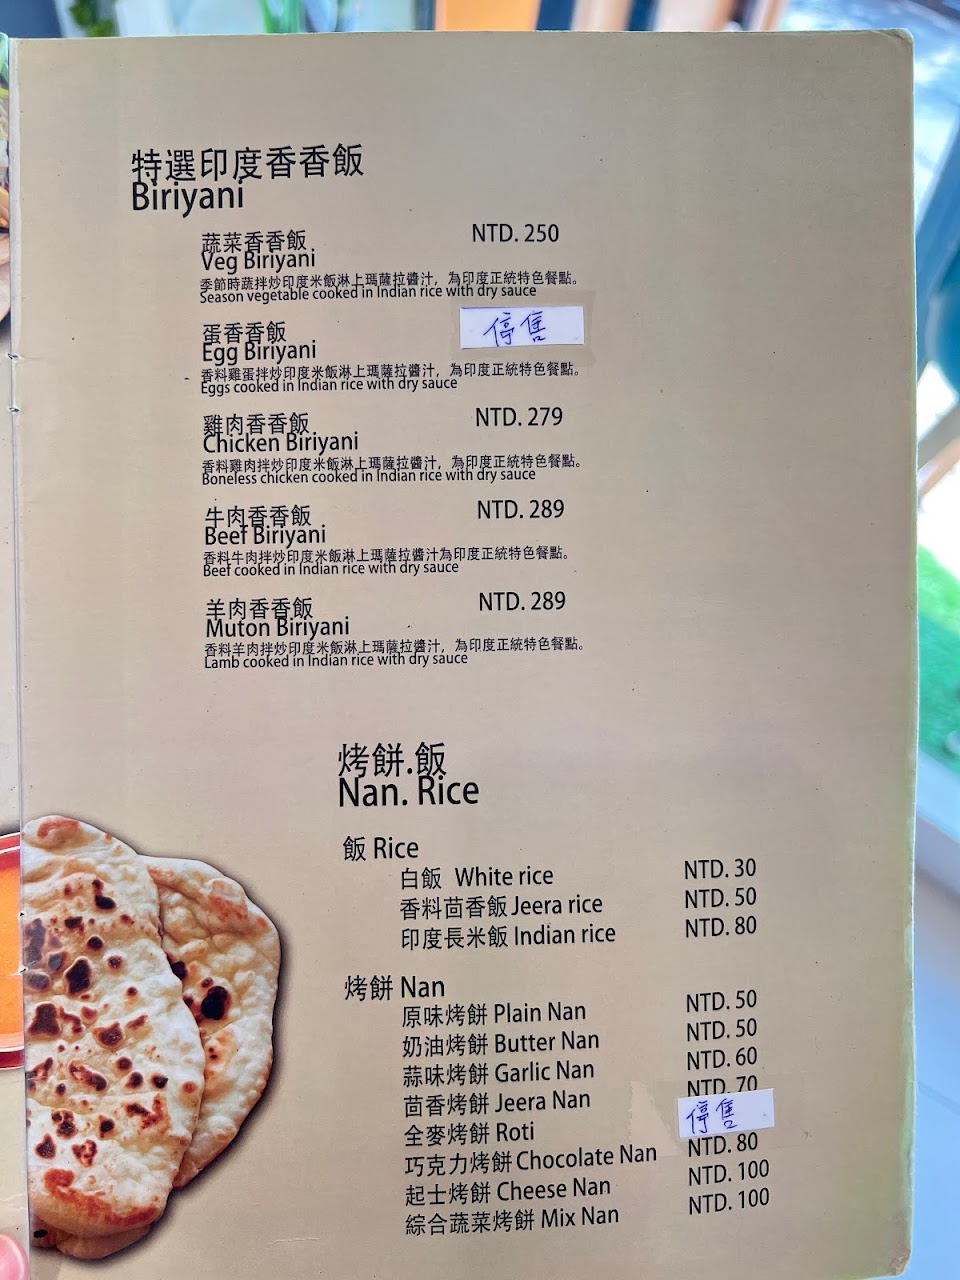 特選印度香香飯
Biriyani
蔬菜香香飯 NTD. 250
Veg Biriyani
季節時蔬拌炒印度米飯淋上瑪薩拉醬汁，為印度正統特色餐點。
Season vegetable cooked in Indian rice with dry sauce
蛋香香飯 停售
Egg Biriyani
香料雞蛋拌炒印度米飯淋上瑪薩拉醬汁，為印度正統特色餐點。
Eggs cooked in Indian rice with dry sauce
雞肉香香飯 NTD. 279
Chicken Biriyani
香料雞肉拌炒印度米飯淋上瑪薩拉醬汁，為印度正統特色餐點。
Boneless chicken cooked in Indian rice with dry sauce
牛肉香香飯 NTD. 289
Beef Biriyani
香料牛肉拌炒印度米飯淋上瑪薩拉醬汁為印度正統特色餐點。
Beef cooked in Indian rice with dry sauce
羊肉香香飯 NTD. 289
Muton Biriyani
香料羊肉拌炒印度米飯淋上瑪薩拉醬汁，為印度正統特色餐點。
Lamb cooked in Indian rice with dry sauce
烤餅.飯
Nan. Rice
飯 Rice
白飯 White rice NTD. 30
香料茴香飯 Jeera rice NTD. 50
印度長米飯 Indian rice NTD. 80
烤餅 Nan
原味烤餅 Plain Nan NTD. 50
奶油烤餅 Butter Nan NTD. 50
蒜味烤餅 Garlic Nan NTD. 60
茴香烤餅 Jeera Nan NTD. 70
全麥烤餅 Roti 停售
巧克力烤餅 Chocolate Nan NTD. 80
起士烤餅 Cheese Nan NTD. 100
綜合蔬菜烤餅 Mix Nan NTD. 100